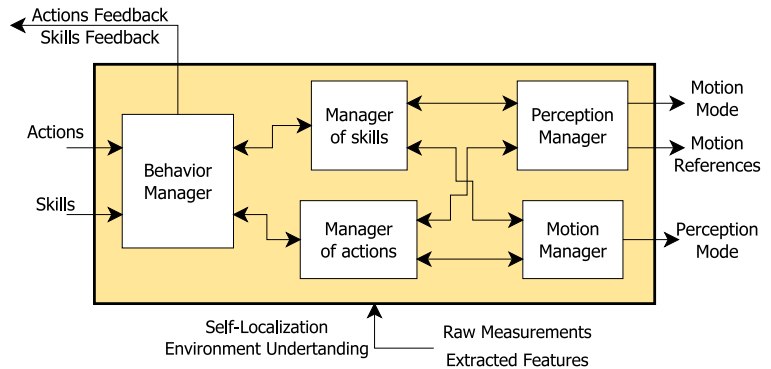 Actions Feedback
Skills Feedback
Actions
Skills
Behavior
Manager
Manager
of skills
Manager
of actions
Perception
Manager
Motion
Manager
Motion
Mode
Motion
References
Perception
Mode
Self-Localization
Environment Undertanding
Raw Measurements
Extracted Features